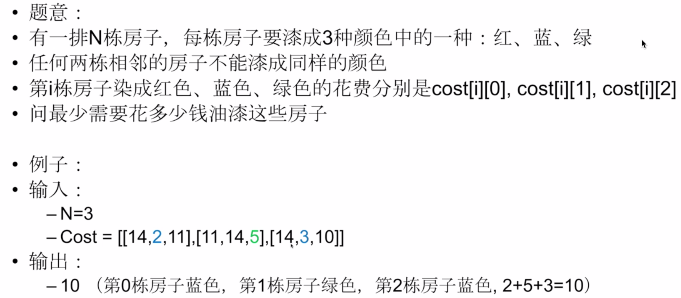 • 题意：
• 有一排N栋房子，每栋房子要漆成3种颜色中的一种：红、蓝、绿
• 任何两栋相邻的房子不能漆成同样的颜色
• 第i栋房子染成红色、蓝色、绿色的花费分别是cost[i][0], cost[i][1], cost[i][2]
• 问最少需要花多少钱油漆这些房子
• 例子：
• 输入：
– N=3
– Cost = [[14,2,11],[11,14,5],[14,3,10]]
• 输出：
– 10 （第0栋房子蓝色，第1栋房子绿色，第2栋房子蓝色, 2+5+3=10）